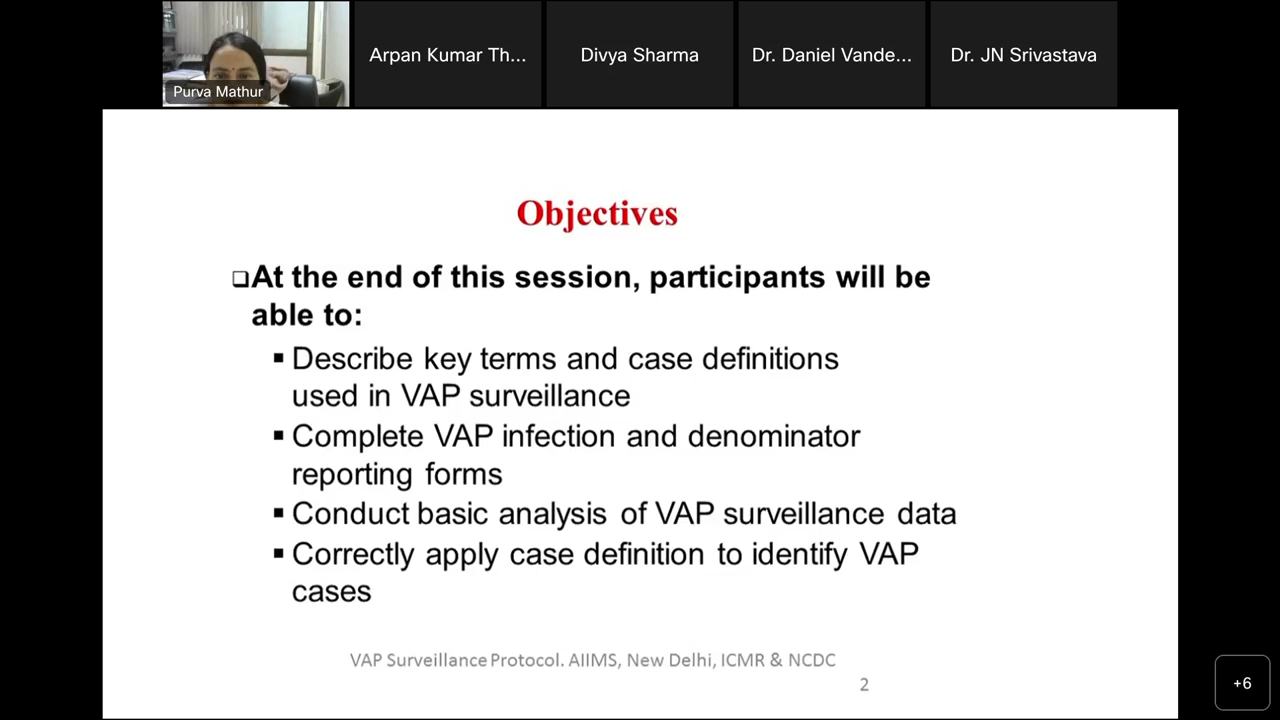 Purva Mathur
Arpan Kumar Th...
Divya Sharma
Dr. Daniel Vande...
Dr. JN Srivastava
Objectives
❑At the end of this session, participants will be
able to:
▪Describe key terms and case definitions
used in VAP surveillance
▪Complete VAP infection and denominator
reporting forms
▪Conduct basic analysis of VAP surveillance data
▪Correctly apply case definition to identify VAP
cases
VAP Surveillance Protocol. AIIMS, New Delhi, ICMR & NCDC
2
+6